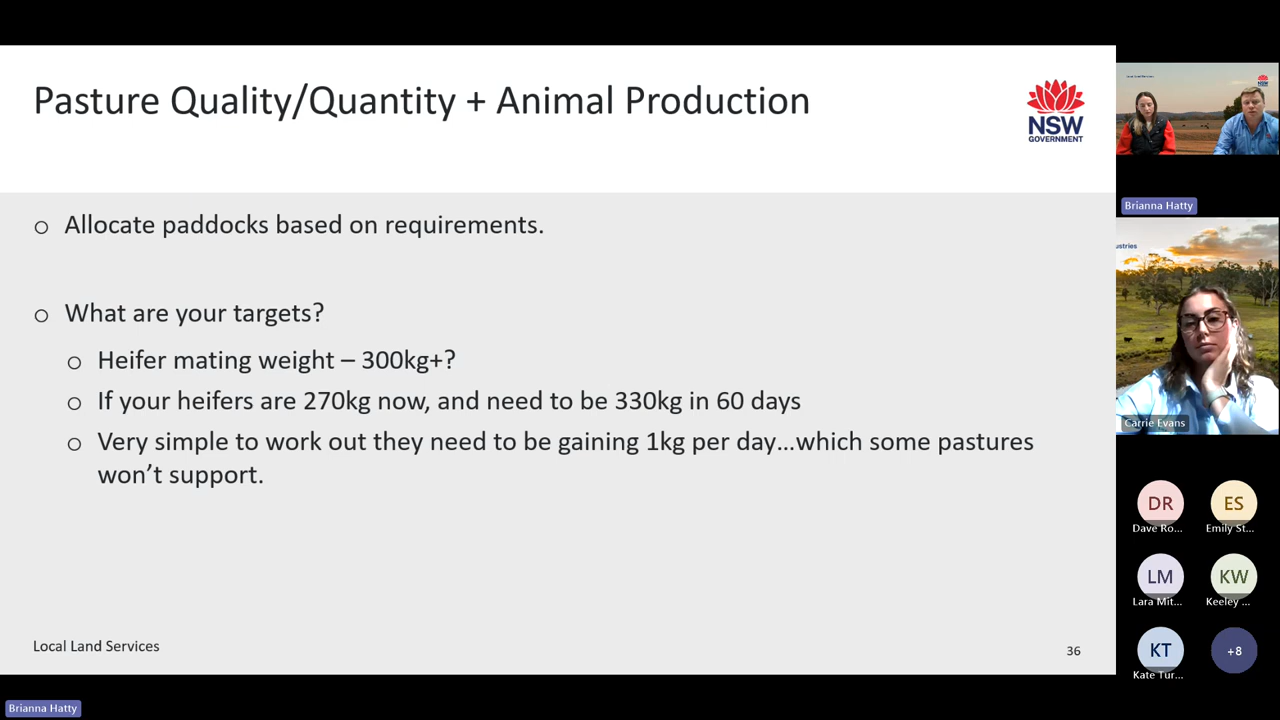 Pasture Quality/Quantity + Animal Production
NSW
GOVERNMENT
o Allocate paddocks based on requirements.
o What are your targets?
o Heifer mating weight – 300kg+?
o If your heifers are 270kg now, and need to be 330kg in 60 days
o Very simple to work out they need to be gaining 1kg per day...which some pastures
won’t support.
Local Land Services
36
Brianna Hatty
Brianna Hatty
ustries
Carrie Evans
DR
ES
Dave Ro...
Emily St...
LM
KW
Lara Mit...
Keeley ...
KT
+8
Kate Tur...